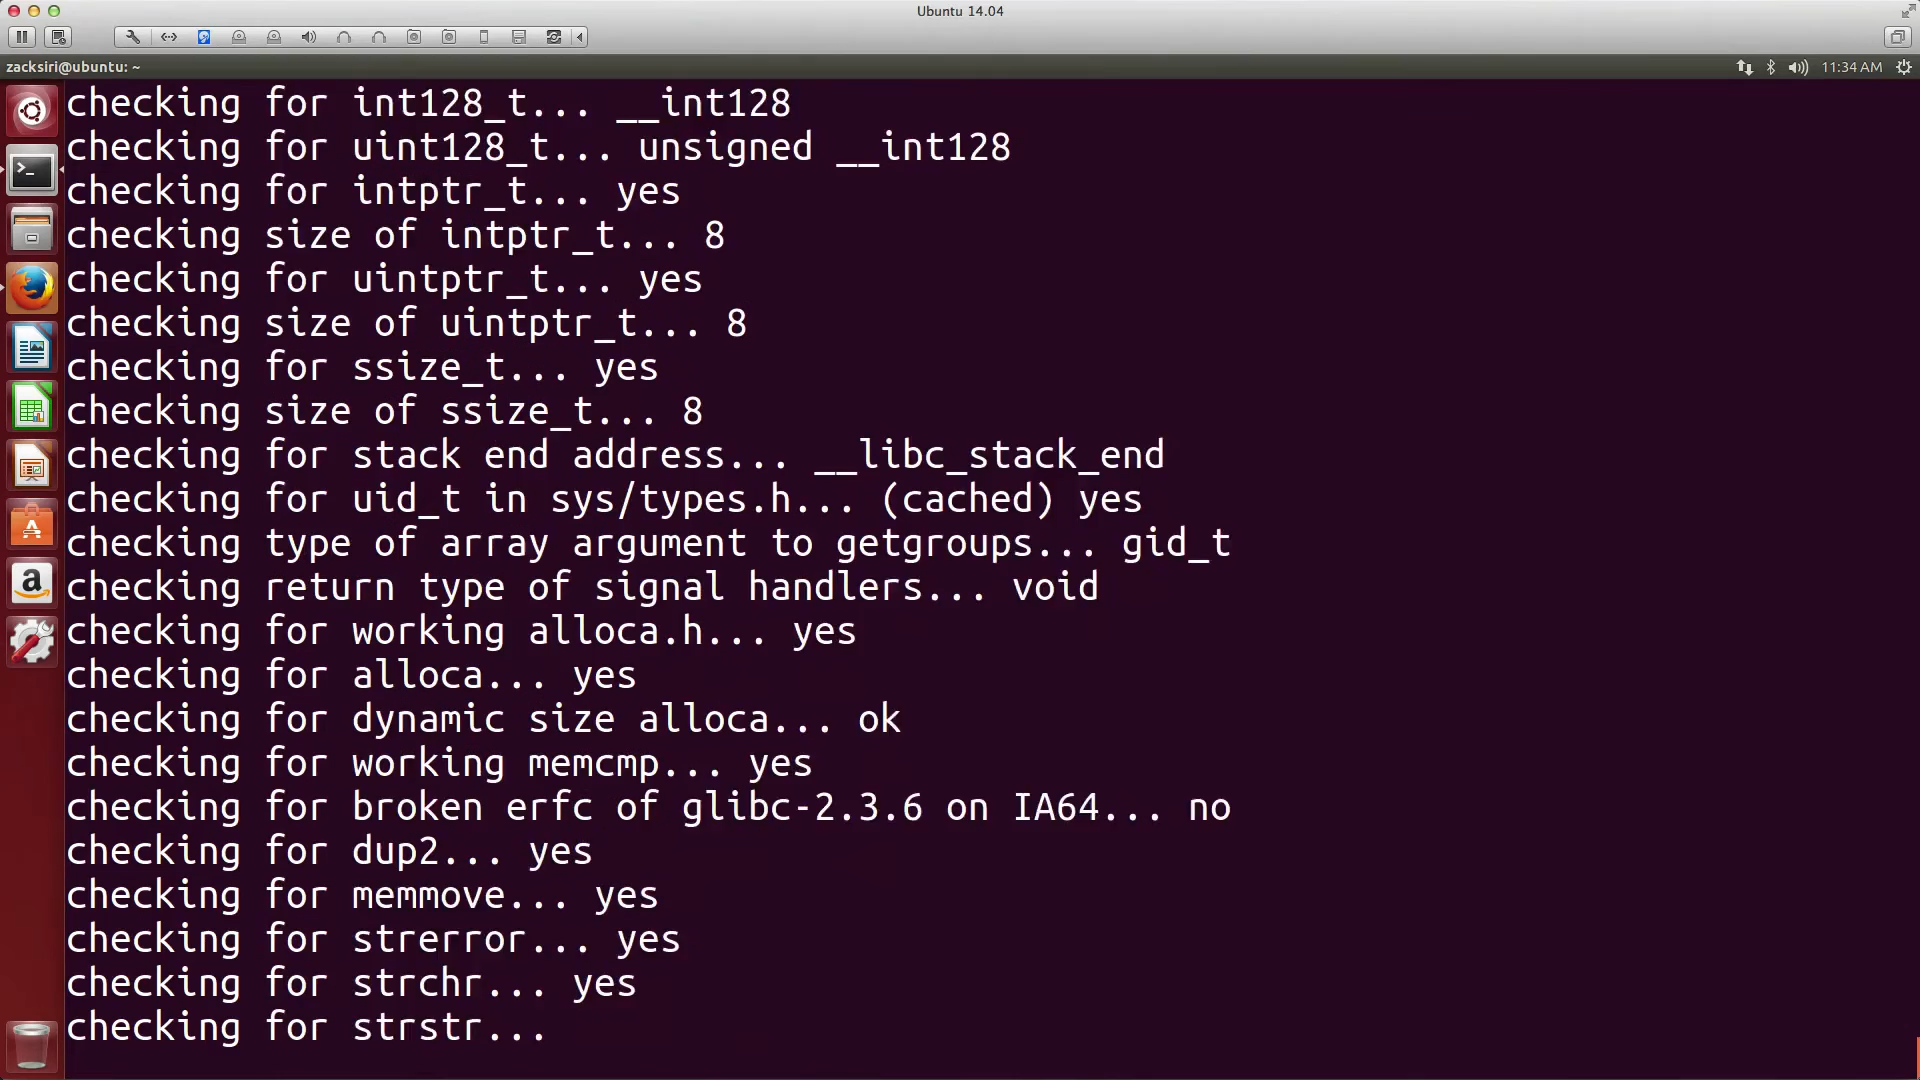 Ubuntu 14.04
zacksiri@ubuntu: ~
11:34 AM
checking for int128_t... __int128
checking for uint128_t... unsigned __int128
checking for intptr_t... yes
checking size of intptr_t... 8
checking for uintptr_t... yes
checking size of uintptr_t... 8
checking for ssize_t... yes
checking size of ssize_t... 8
checking for stack end address... __libc_stack_end
checking for uid_t in sys/types.h... (cached) yes
checking type of array argument to getgroups... gid_t
checking return type of signal handlers... void
checking for working alloca.h... yes
checking for alloca... yes
checking for dynamic size alloca... ok
checking for working memcmp... yes
checking for broken erfc of glibc-2.3.6 on IA64... no
checking for dup2... yes
checking for memmove... yes
checking for strerror... yes
checking for strchr... yes
checking for strstr...